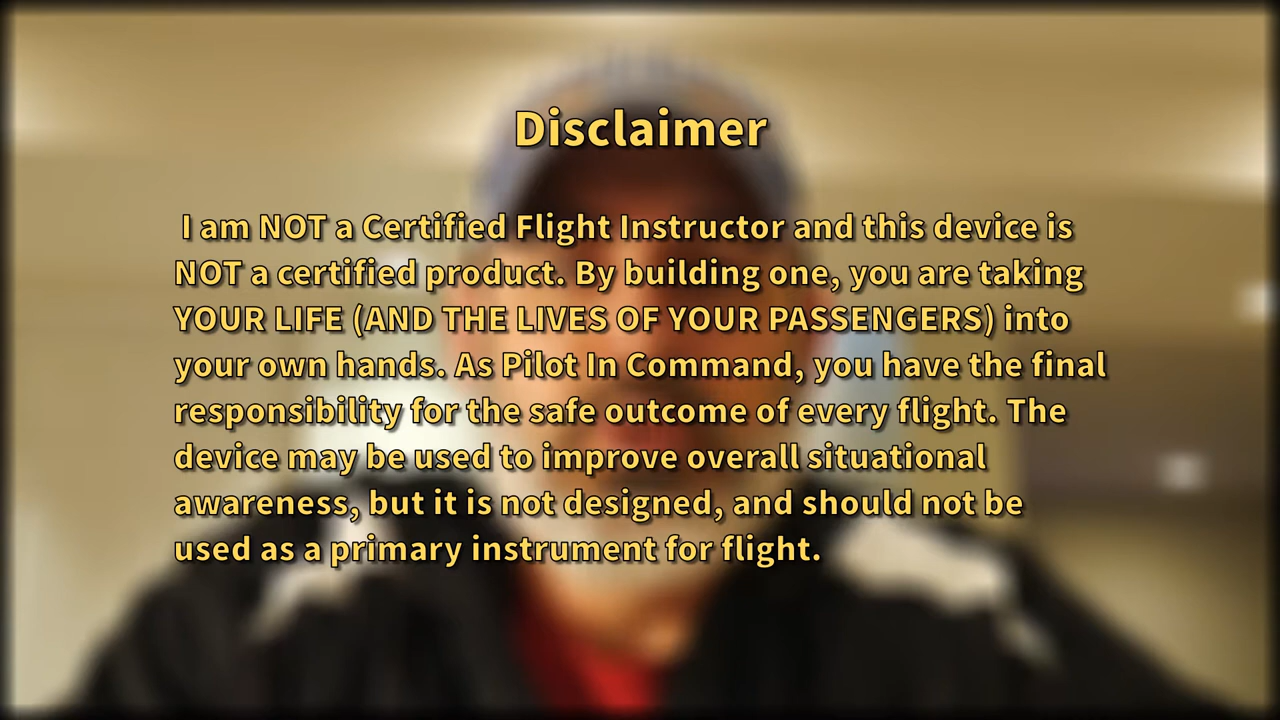 Disclaimer
I am NOT a Certified Flight Instructor and this device is
NOT a certified product. By building one, you are taking
YOUR LIFE (AND THE LIVES OF YOUR PASSENGERS) into
your own hands. As Pilot In Command, you have the final
responsibility for the safe outcome of every flight. The
device may be used to improve overall situational
awareness, but it is not designed, and should not be
used as a primary instrument for flight.